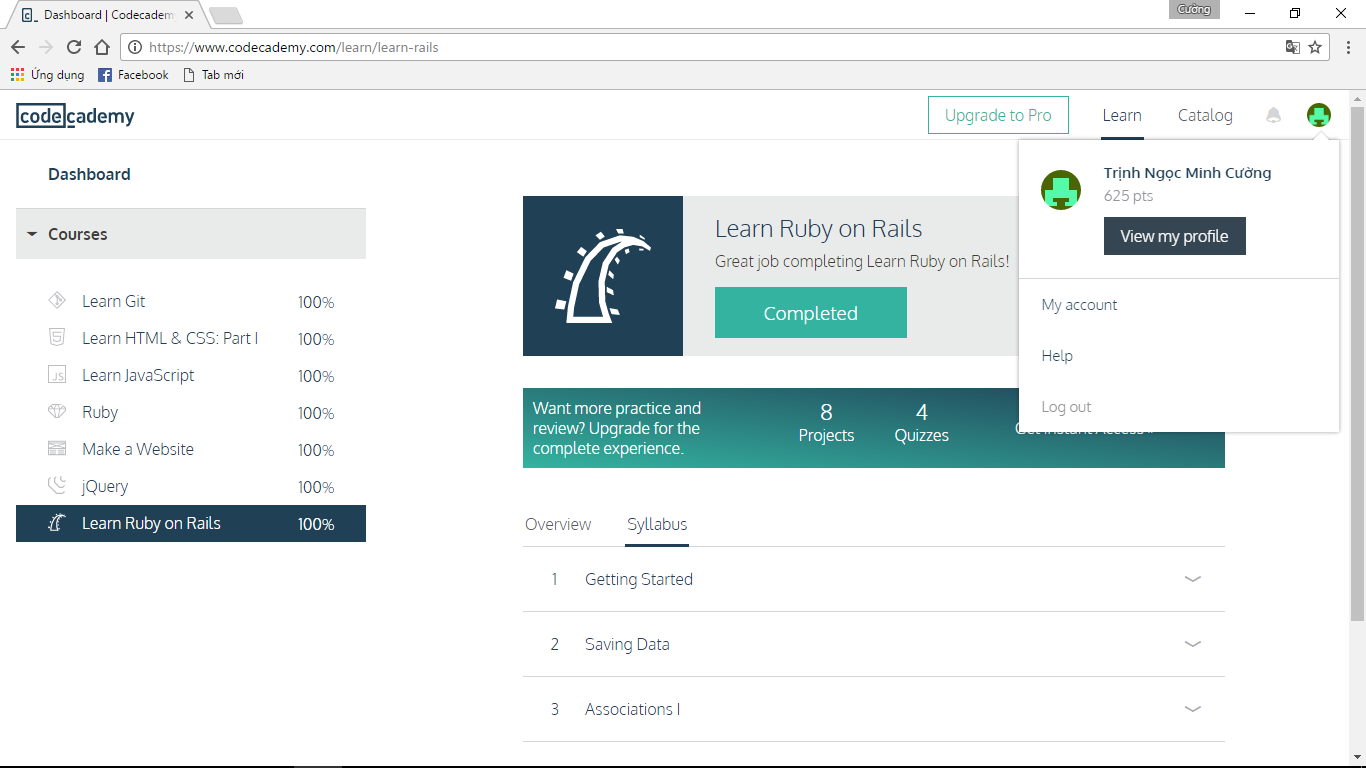 Dashboard | Codecadem
Cường
https://www.codecademy.com/learn/learn-rails
Ứng dụng
Facebook
Tab mới
codecademy
Upgrade to Pro
Learn
Catalog
Dashboard
Trịnh Ngọc Minh Cường
625 pts
View my profile
My account
Help
Log out
Courses
Learn Git 100%
Learn HTML & CSS: Part I 100%
Learn JavaScript 100%
Ruby 100%
Make a Website 100%
jQuery 100%
Learn Ruby on Rails 100%
Learn Ruby on Rails
Great job completing Learn Ruby on Rails!
Completed
Want more practice and
review? Upgrade for the
complete experience.
8
Projects
4
Quizzes
Get Instant Access
Overview
Syllabus
1 Getting Started
2 Saving Data
3 Associations I